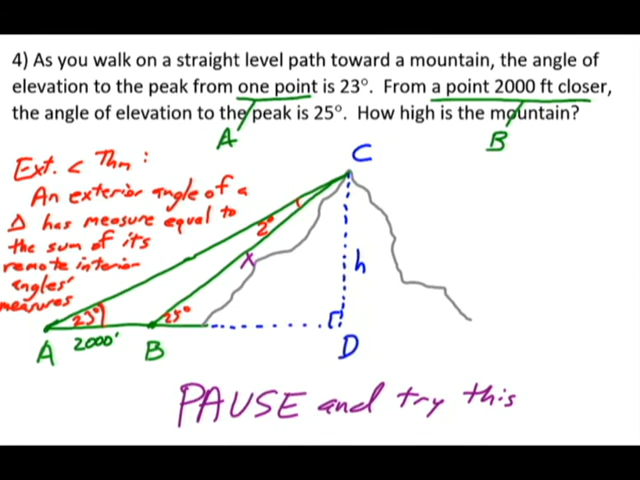 4) As you walk on a straight level path toward a mountain, the angle of
elevation to the peak from one point is 23°. From a point 2000 ft closer,
the angle of elevation to the peak is 25°. How high is the mountain?
A
B
Ext. < Thm :
An exterior angle of a
Δ has measure equal to
the sum of its
remote interior
angles'
measures
C
2°
x
h
23°
25°
A
2000'
B
D
PAUSE and try this